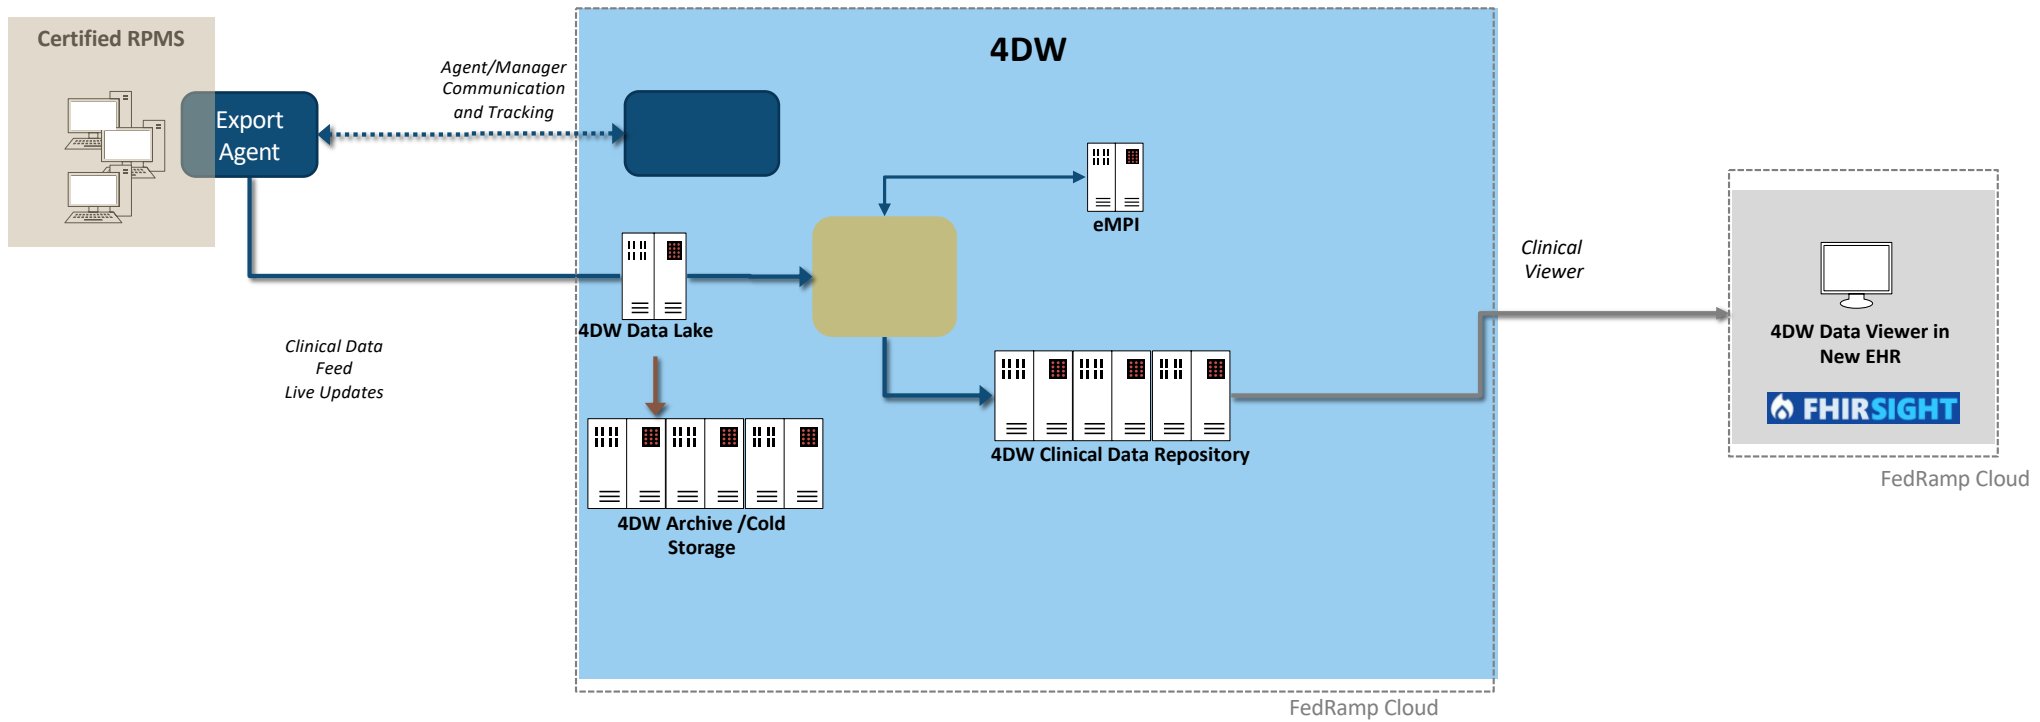 Certified RPMS
Export
Agent
Agent/Manager
Communication
and Tracking
Clinical Data
Feed
Live Updates
4DW
eMPI
4DW Data Lake
4DW Archive /Cold
Storage
4DW Clinical Data Repository
FedRamp Cloud
Clinical
Viewer
4DW Data Viewer in
New EHR
FHIRSIGHT
FedRamp Cloud